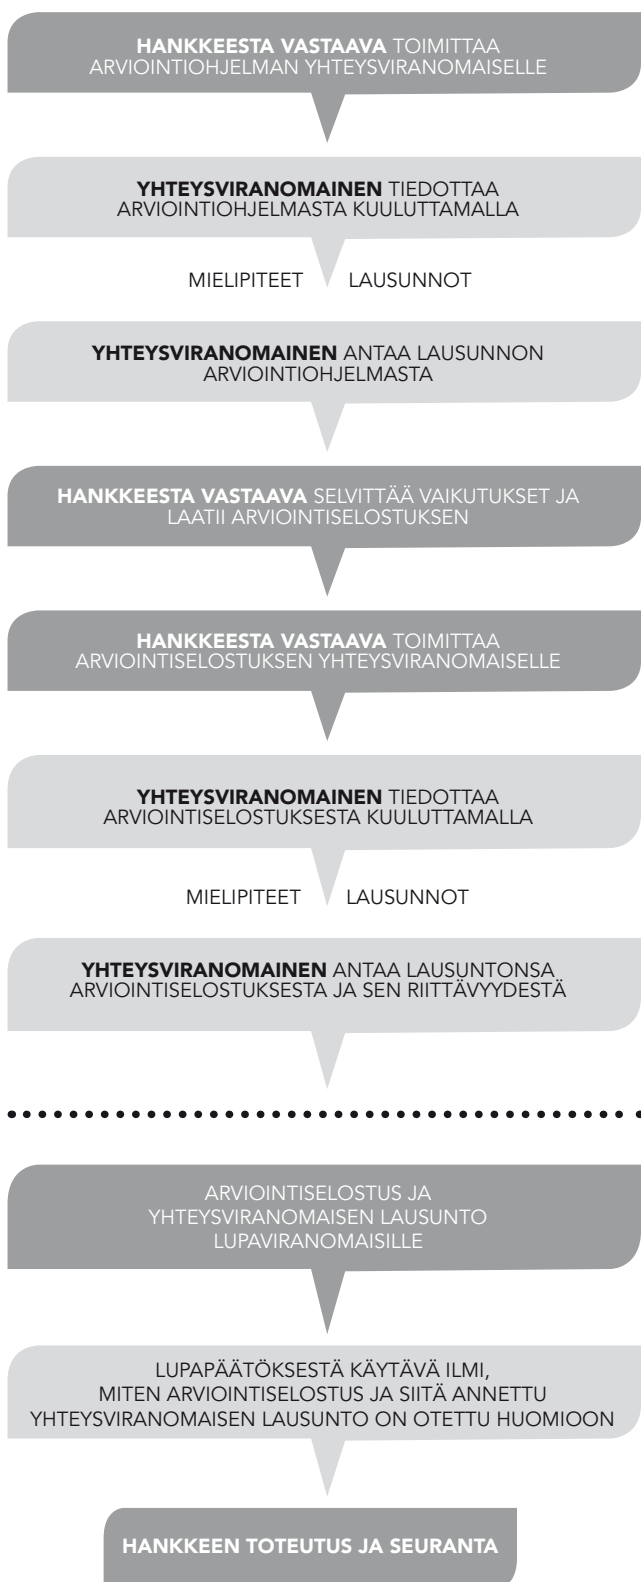 HANKKEESTA VASTAAVA TOIMITTAA
ARVIOINTIOHJELMAN YHTEYSVIRANOMAISELLE
YHTEYSVIRANOMAINEN TIEDOTTAA
ARVIOINTIOHJELMASTA KUULUTTAMALLA
MIELIPITEET LAUSUNNOT
YHTEYSVIRANOMAINEN ANTAA LAUSUNNON
ARVIOINTIOHJELMASTA
HANKKEESTA VASTAAVA SELVITTÄÄ VAIKUTUKSET JA
LAATII ARVIOINTISELOSTUKSEN
HANKKEESTA VASTAAVA TOIMITTAA
ARVIOINTISELOSTUKSEN YHTEYSVIRANOMAISELLE
YHTEYSVIRANOMAINEN TIEDOTTAA
ARVIOINTISELOSTUKSESTA KUULUTTAMALLA
MIELIPITEET LAUSUNNOT
YHTEYSVIRANOMAINEN ANTAA LAUSUNTONSA
ARVIOINTISELOSTUKSESTA JA SEN RIITTÄVYYDESTÄ
ARVIOINTISELOSTUS JA
YHTEYSVIRANOMAISEN LAUSUNTO
LUPAVIRANOMAISILLE
LUPAPÄÄTÖKSESTÄ KÄYTÄVÄ ILMI,
MITEN ARVIOINTISELOSTUS JA SIITÄ ANNETTU
YHTEYSVIRANOMAISEN LAUSUNTO ON OTETTU HUOMIOON
HANKKEEN TOTEUTUS JA SEURANTA